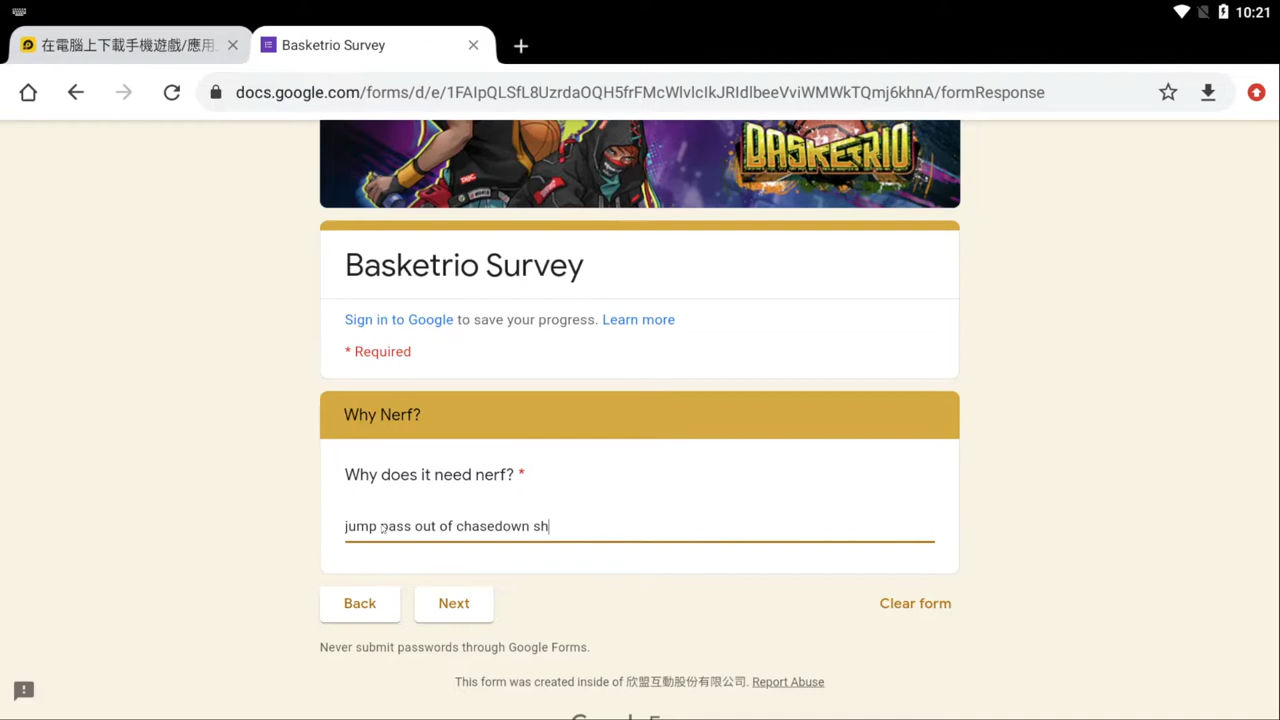 10:21
在電腦上下載手機遊戲/應用
Basketrio Survey
docs.google.com/forms/d/e/1FAIpQLSfL8UzrdaOQH5frFMcWlvlclkJRIdlbeeVviWMWkTQmj6khnA/formResponse
BASKETRIO
Basketrio Survey
Sign in to Google to save your progress. Learn more
* Required
Why Nerf?
Why does it need nerf? *
jump pass out of chasedown sh
Back
Next
Clear form
Never submit passwords through Google Forms.
This form was created inside of 欣盟互動股份有限公司. Report Abuse